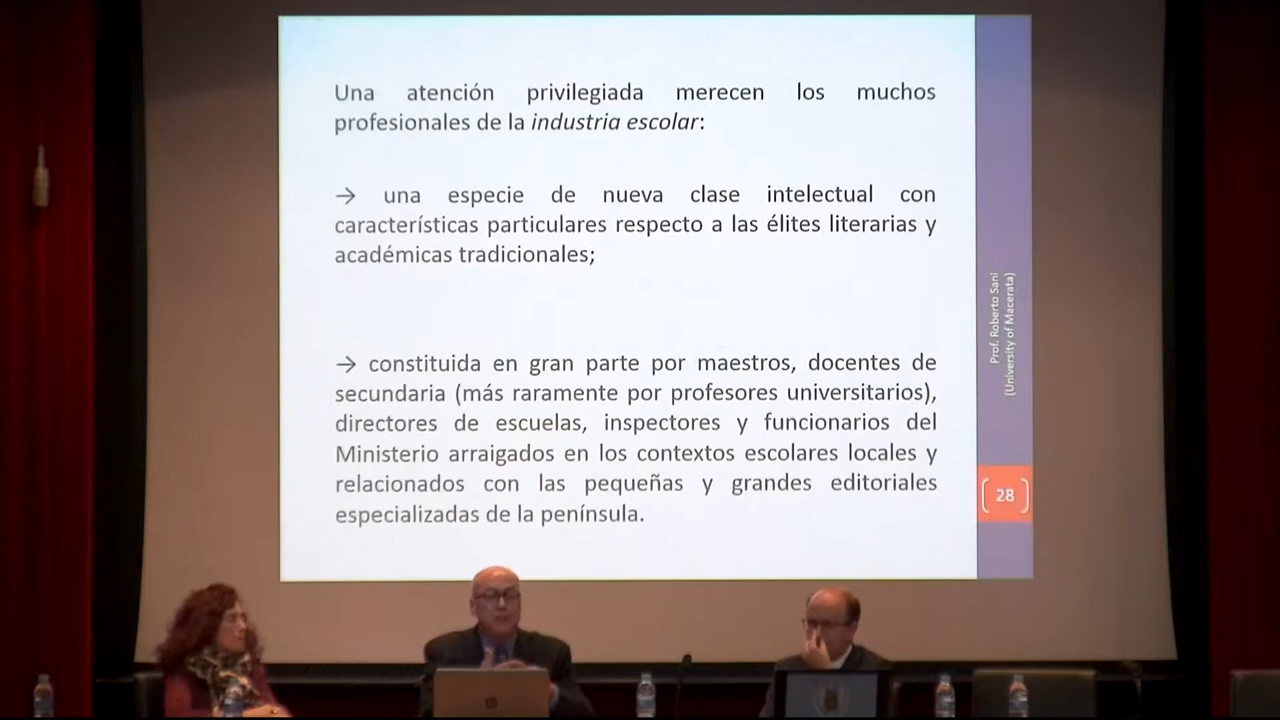 Una atención privilegiada merecen los muchos
profesionales de la industria escolar:
→ una especie de nueva clase intelectual con
características particulares respecto a las élites literarias y
académicas tradicionales;
→ constituida en gran parte por maestros, docentes de
secundaria (más raramente por profesores universitarios),
directores de escuelas, inspectores y funcionarios del
Ministerio arraigados en los contextos escolares locales y
relacionados con las pequeñas y grandes editoriales
especializadas de la península.
Prof. Roberto Sani
(University of Macerata)
28
hp